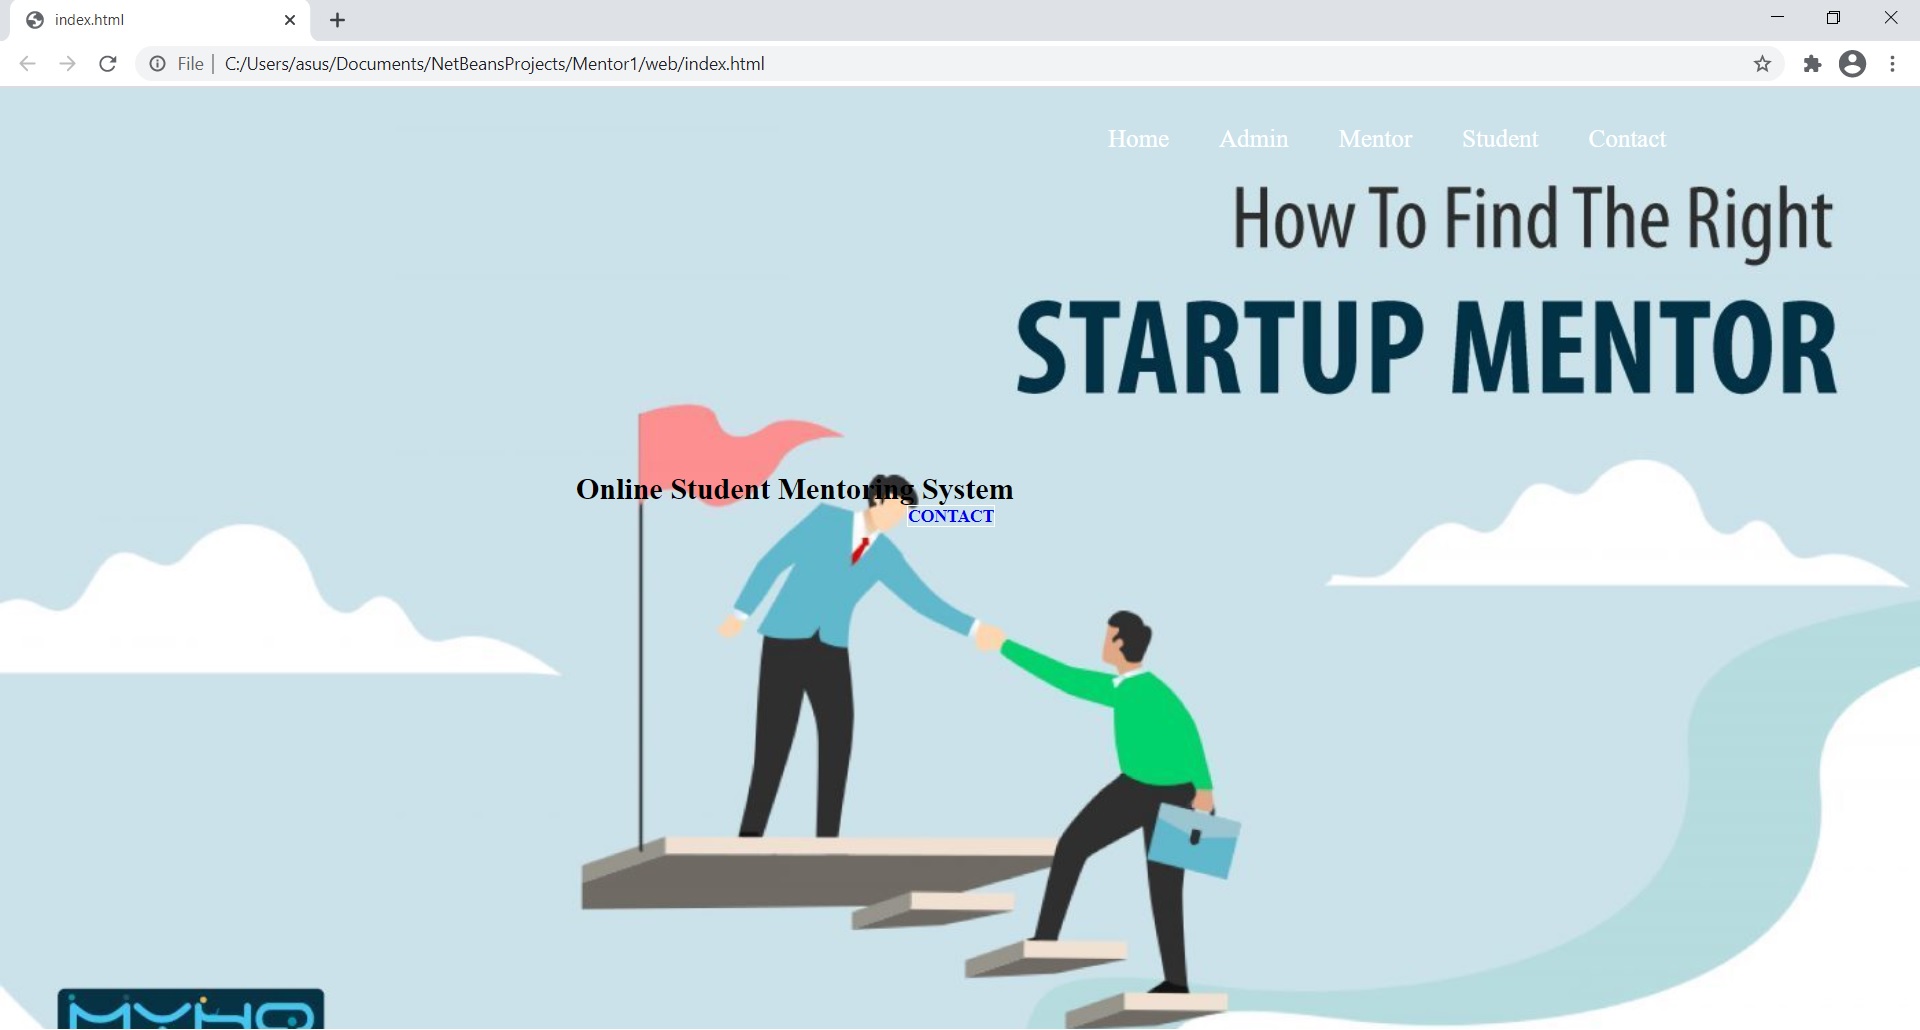 index.html
File | C:/Users/asus/Documents/NetBeansProjects/Mentor1/web/index.html
Home Admin Mentor Student Contact
How To Find The Right
STARTUP MENTOR
Online Student Mentoring System
CONTACT